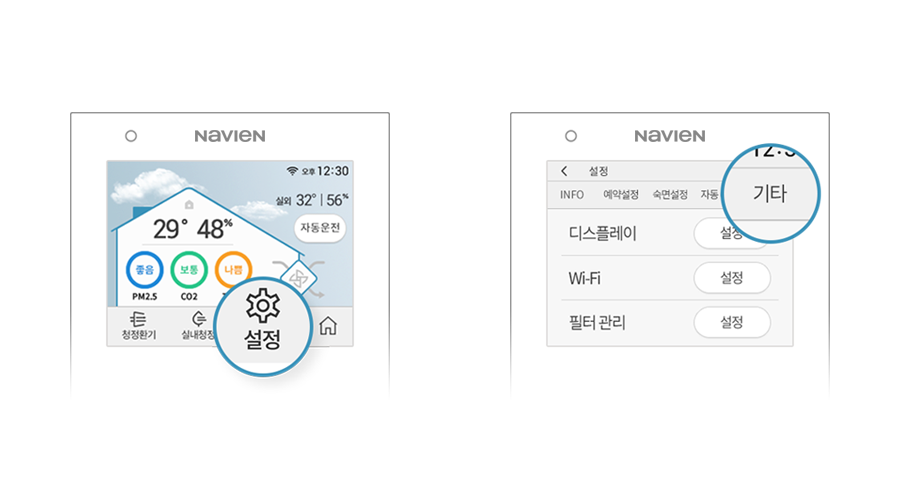 NAVIEN
오후 12:30
실외 32° | 56%
29° 48%
자동운전
좋음 보통 나쁨
PM2.5 CO2
청정환기 실내청정
설정
NAVIEN
설정
INFO 예약설정 숙면설정 자동
기타
디스플레이 설정
Wi-Fi 설정
필터 관리 설정